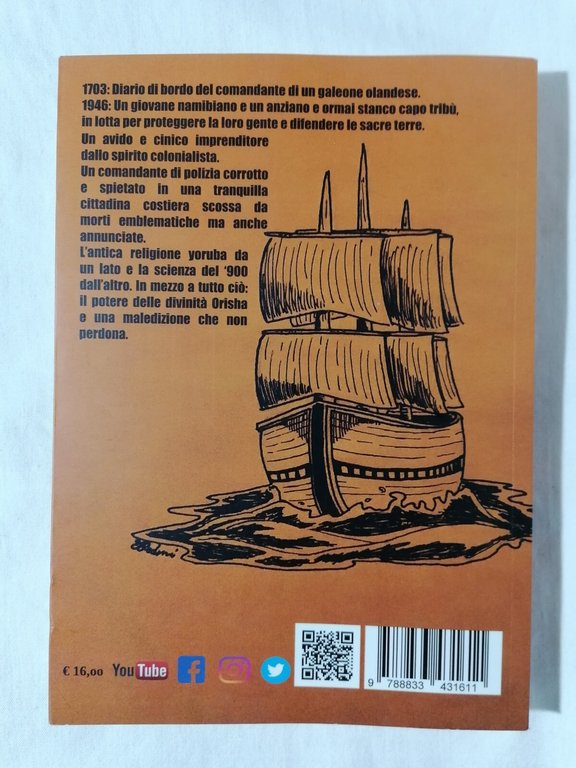 1703: Diario di bordo del comandante di un galeone olandese.
1946: Un giovane namibiano e un anziano e ormai stanco capo tribù,
in lotta per proteggere la loro gente e difendere le sacre terre.
Un avido e cinico imprenditore
dallo spirito colonialista.
Un comandante di polizia corrotto
e spietato in una tranquilla
cittadina costiera scossa da
morti emblematiche ma anche
annunciate.
L'antica religione yoruba da
un lato e la scienza del '900
dall'altro. In mezzo a tutto ciò:
il potere delle divinità Orisha
e una maledizione che non
perdona.
€ 16,00 YouTube
9 788833 431611